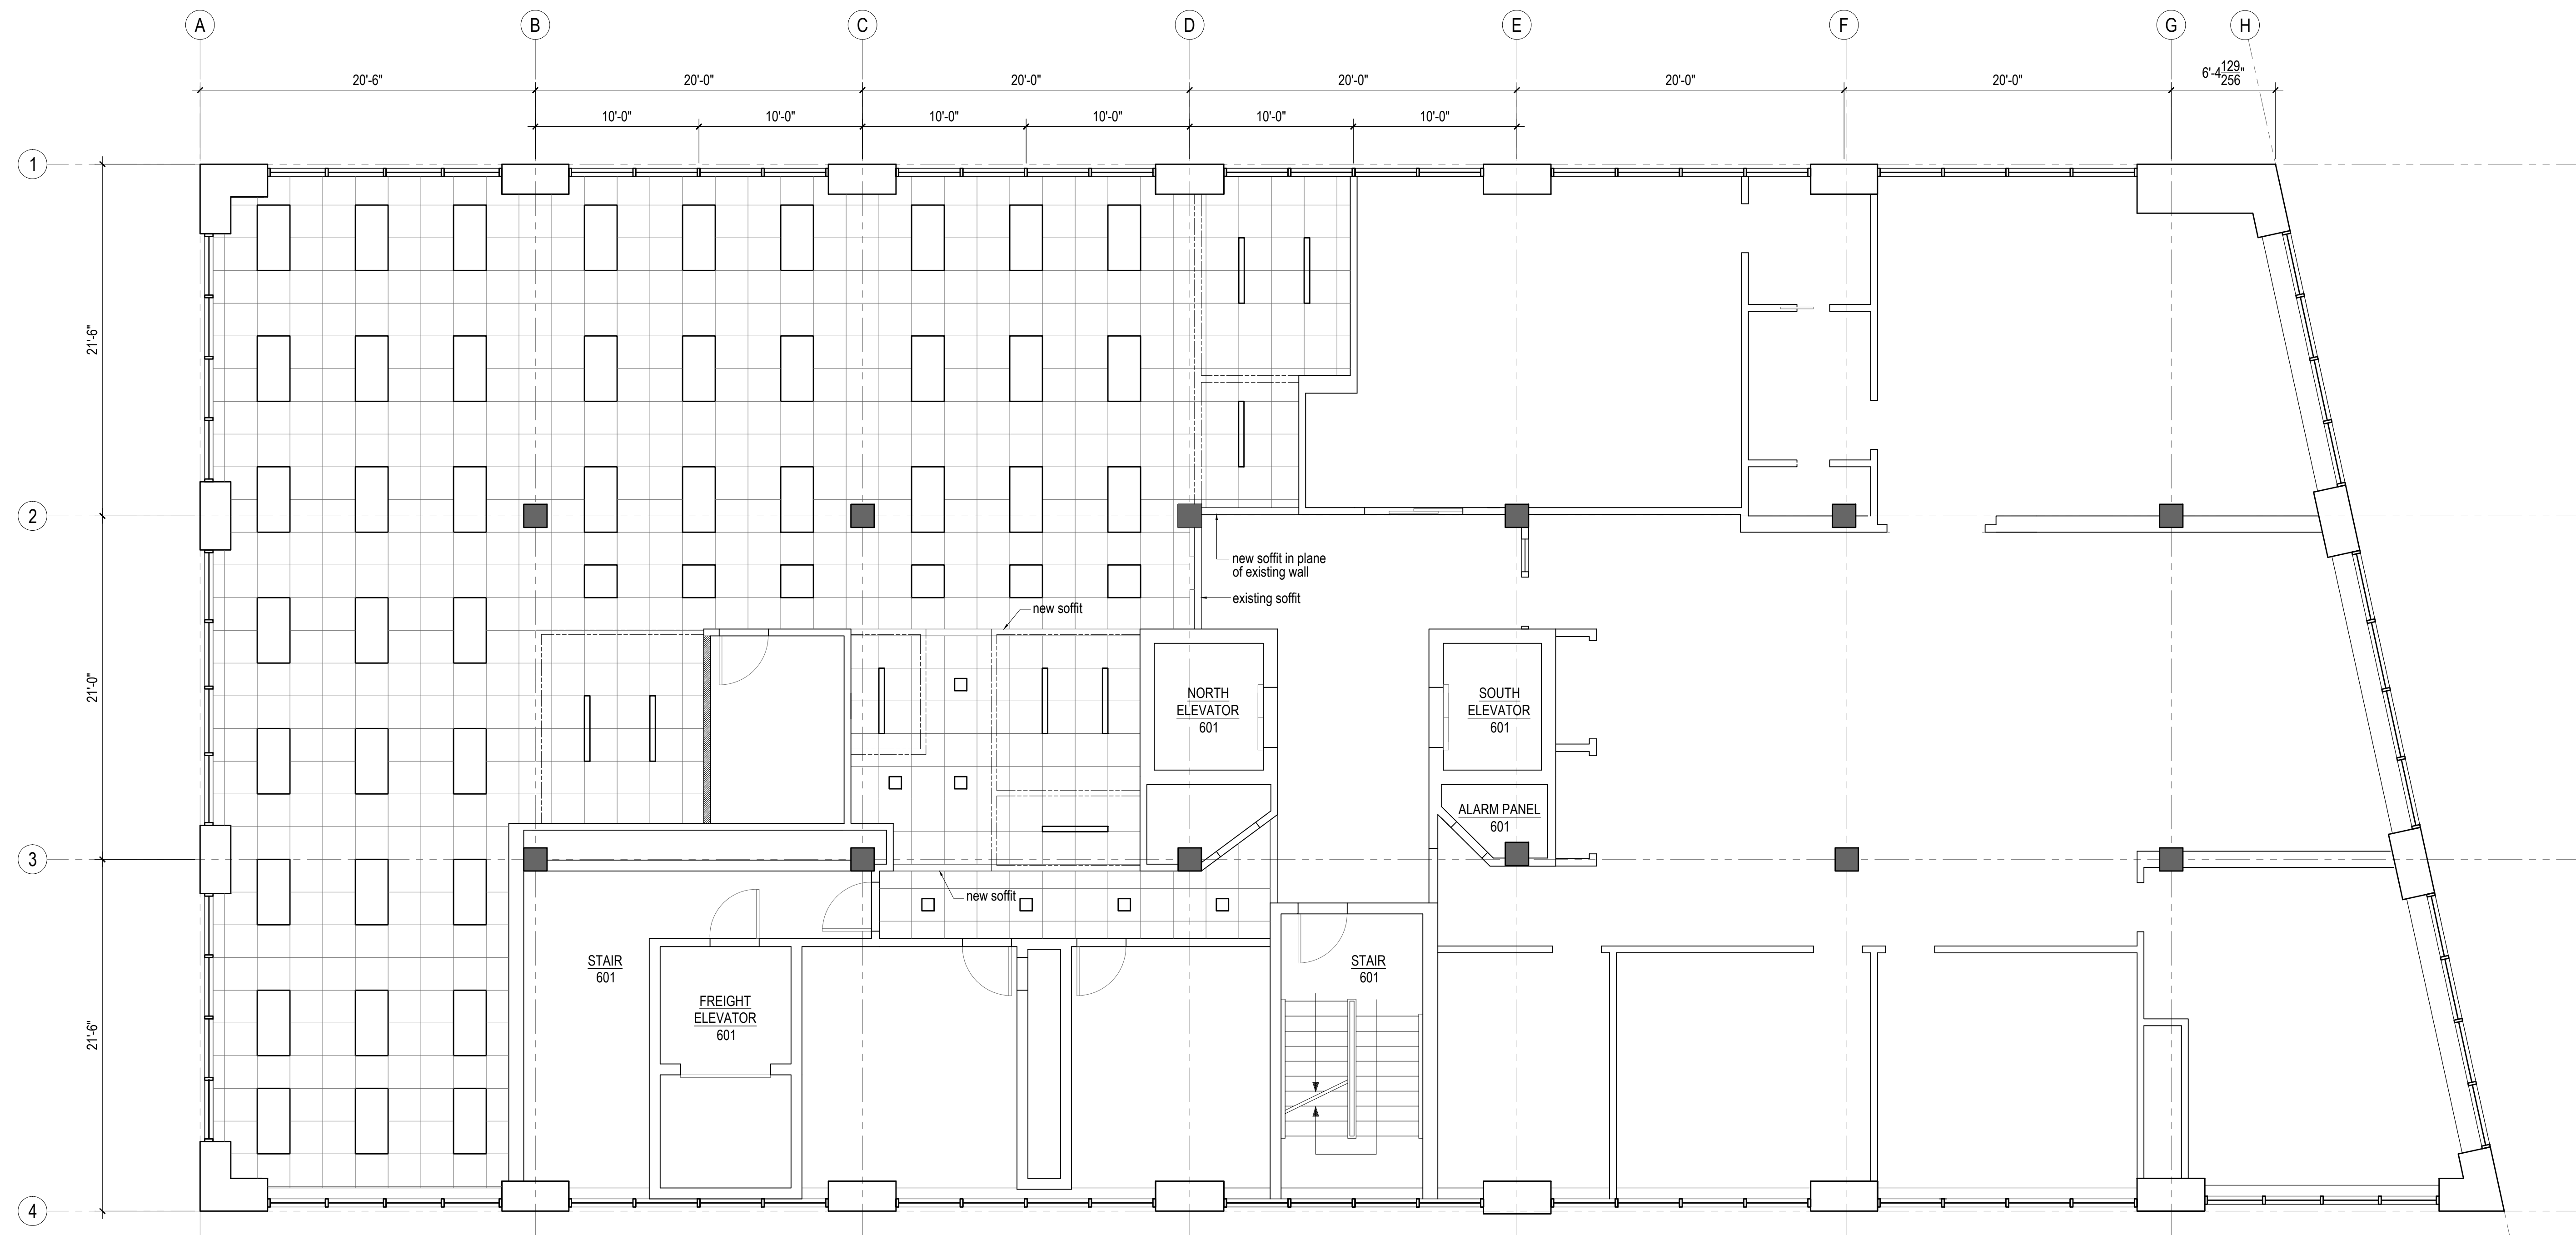 A
B
C
D
E
F
G
H
20'-6"
20'-0"
20'-0"
20'-0"
20'-0"
20'-0"
6'-4 129/256"
10'-0"
10'-0"
10'-0"
10'-0"
10'-0"
10'-0"
1
21'-6"
2
new soffit in plane
of existing wall
existing soffit
new soffit
21'-0"
NORTH
ELEVATOR
601
SOUTH
ELEVATOR
601
ALARM PANEL
601
3
new soffit
STAIR
601
STAIR
601
FREIGHT
ELEVATOR
601
21'-6"
4